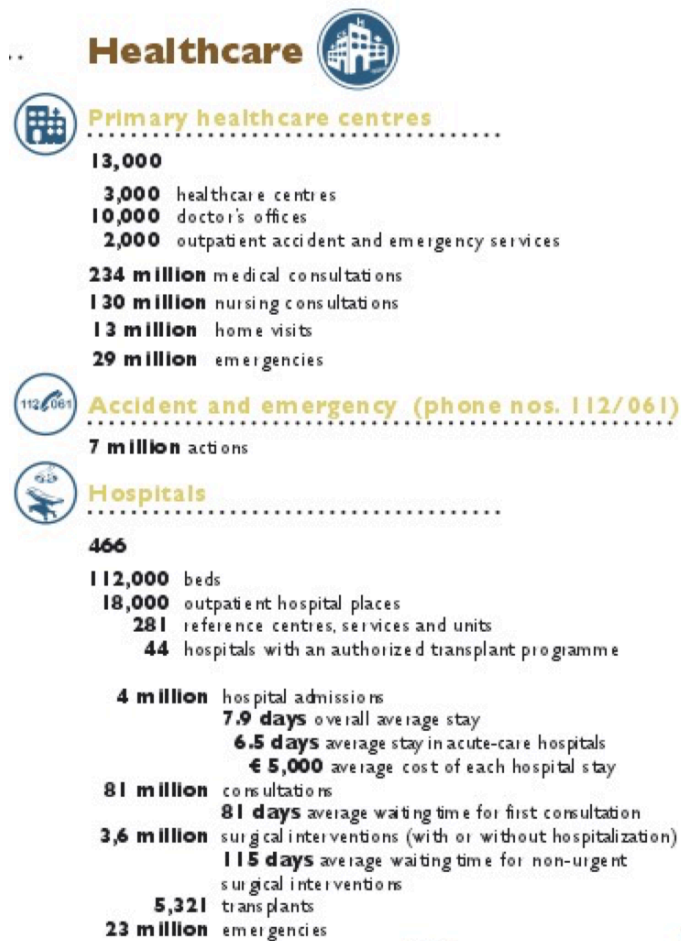 Healthcare
Primary healthcare centres
13,000
3,000 healthcare centres
10,000 doctor's offices
2,000 outpatient accident and emergency services
234 million medical consultations
130 million nursing consultations
13 million home visits
29 million emergencies
112/061
Accident and emergency (phone nos. 112/061)
7 million actions
Hospitals
466
112,000 beds
18,000 outpatient hospital places
281 reference centres, services and units
44 hospitals with an authorized transplant programme
4 million hospital admissions
7.9 days overall average stay
6.5 days average stay in acute-care hospitals
€ 5,000 average cost of each hospital stay
81 million consultations
81 days average waiting time for first consultation
3,6 million surgical interventions (with or without hospitalization)
115 days average waiting time for non-urgent
surgical interventions
5,321 transplants
23 million emergencies